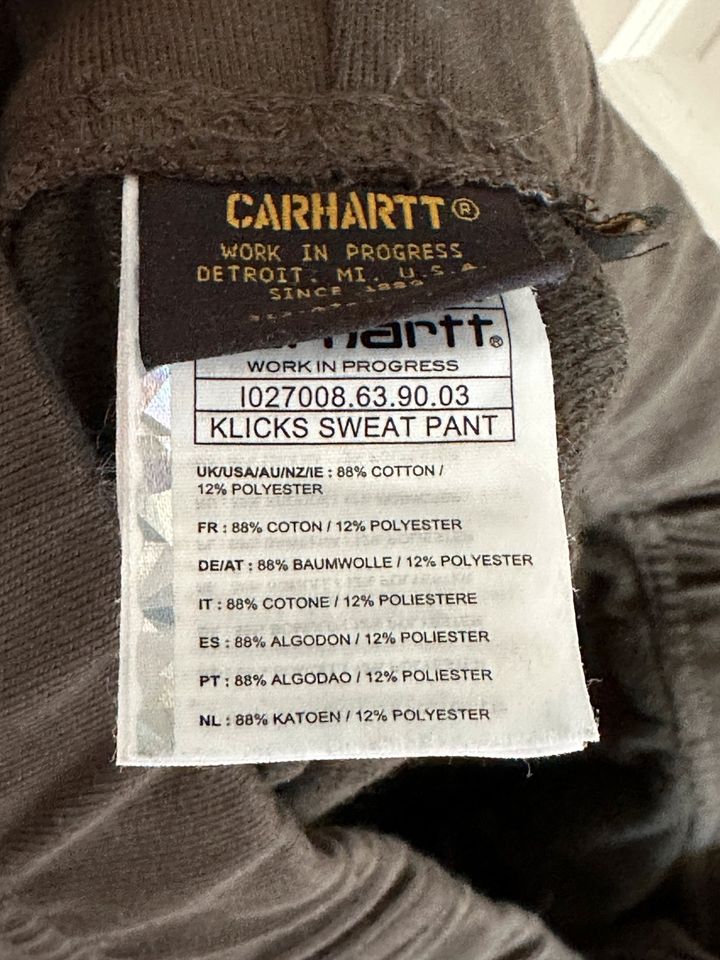 CARHARTT®
WORK IN PROGRESS
DETROIT. MI. U.S.A.
SINCE 1889
WORK IN PROGRESS
I027008.63.90.03
KLICKS SWEAT PANT
UK/USA/AU/NZ/IE : 88% COTTON /
12% POLYESTER
FR : 88% COTON / 12% POLYESTER
DE/AT : 88% BAUMWOLLE / 12% POLYESTER
IT : 88% COTONE / 12% POLIESTERE
ES : 88% ALGODON / 12% POLIESTER
PT : 88% ALGODAO / 12% POLIESTER
NL : 88% KATOEN / 12% POLYESTER